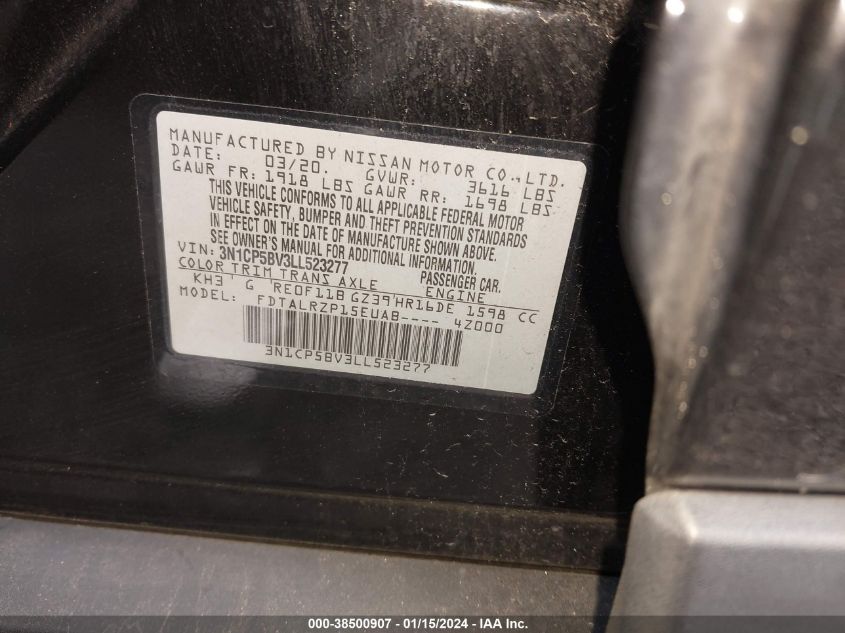 MANUFACTURED BY NISSAN MOTOR CO., LTD.
DATE: 03/20. GVWR: 3616 LBS
GAWR FR: 1918 LBS GAWR RR: 1698 LBS
THIS VEHICLE CONFORMS TO ALL APPLICABLE FEDERAL MOTOR
VEHICLE SAFETY, BUMPER AND THEFT PREVENTION STANDARDS
IN EFFECT ON THE DATE OF MANUFACTURE SHOWN ABOVE.
SEE OWNER'S MANUAL FOR ADDITIONAL INFORMATION.
VIN: 3N1CP5BV3LL523277 PASSENGER CAR.
COLOR TRIM TRANS AXLE ENGINE
KH3 G RE0F11B GZ39 HR16DE 1598 CC
MODEL: FDTALRZP15EUAB---- 4Z000
3N1CP5BV3LL523277
000-38500907 - 01/15/2024 - IAA Inc.